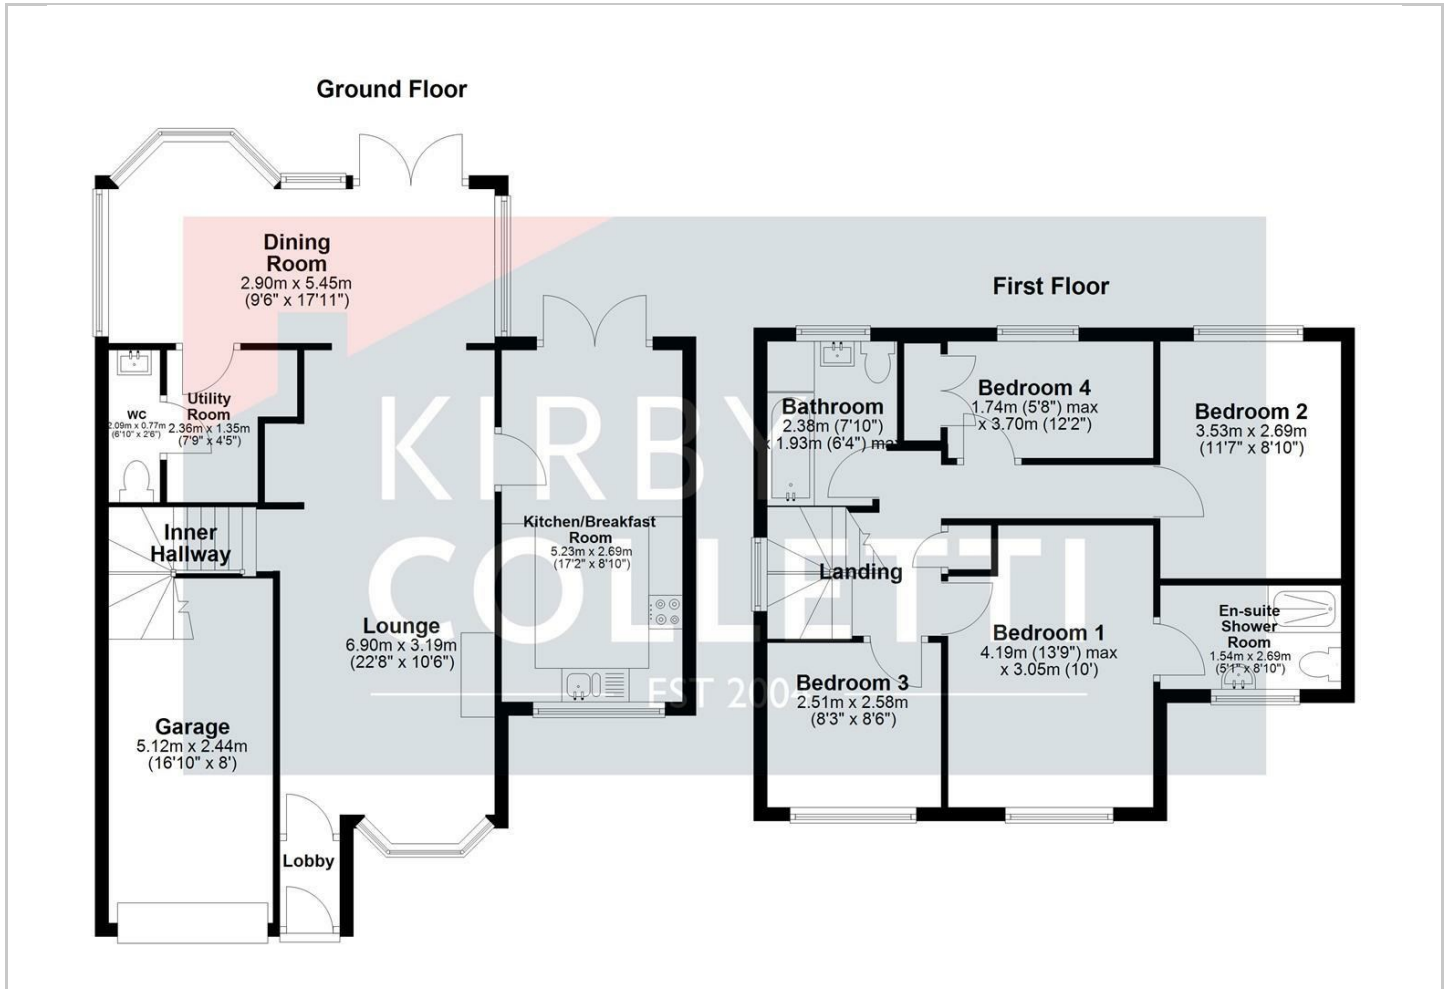 Ground Floor
Dining
Room
2.90m x 5.45m
(9'6" x 17'11")
WC
2.09m x 0.77m
(6'10" x 2'6")
Utility
Room
2.36m x 1.35m
(7'9" x 4'5")
Inner
Hallway
Kitchen/Breakfast
Room
5.23m x 2.69m
(17'2" x 8'10")
Lounge
6.90m x 3.19m
(22'8" x 10'6")
Garage
5.12m x 2.44m
(16'10" x 8')
Lobby
First Floor
Bathroom
2.38m (7'10")
x 1.93m (6'4") max
Bedroom 4
1.74m (5'8") max
x 3.70m (12'2")
Bedroom 2
3.53m x 2.69m
(11'7" x 8'10")
Landing
Bedroom 1
4.19m (13'9") max
x 3.05m (10')
En-suite
Shower
Room
1.54m x 2.69m
(5'1" x 8'10")
Bedroom 3
2.51m x 2.58m
(8'3" x 8'6")
KIRBY
COLLETTI
EST 2004